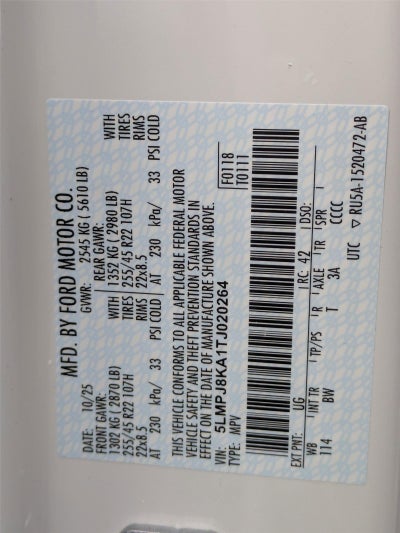 MFD. BY FORD MOTOR CO.
DATE: 10/25 GVWR: 2545 KG ( 5610 LB)
FRONT GAWR: REAR GAWR:
1302 KG (2870 LB) WITH 1352 KG ( 2980 LB) WITH
255/45 R22 107H TIRES 255/45 R22 107H TIRES
22x8.5 RIMS 22x8.5 RIMS
AT 230 kPa/ 33 PSI COLD AT 230 kPa/ 33 PSI COLD
THIS VEHICLE CONFORMS TO ALL APPLICABLE FEDERAL MOTOR
VEHICLE SAFETY AND THEFT PREVENTION STANDARDS IN
EFFECT ON THE DATE OF MANUFACTURE SHOWN ABOVE.
VIN: 5LMPJ8KA1TJ020264 F0118
TYPE: MPV T0111
EXT PNT: UG RC: 42 DSO:
WB INT TR TP/PS R AXLE TR SPR
114 BW T 3A CCCC
UTC ▽ RU5A-1520472-AB